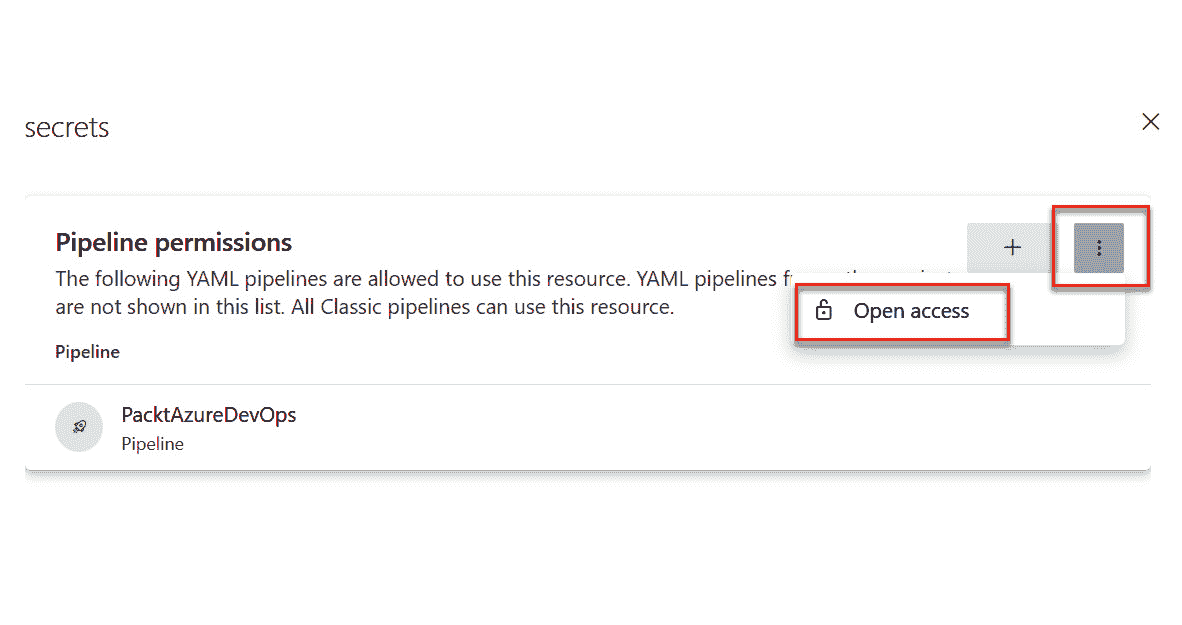 secrets
Pipeline permissions
The following YAML pipelines are allowed to use this resource. YAML pipelines
are not shown in this list. All Classic pipelines can use this resource.
Open access
Pipeline
PacktAzureDevOps
Pipeline